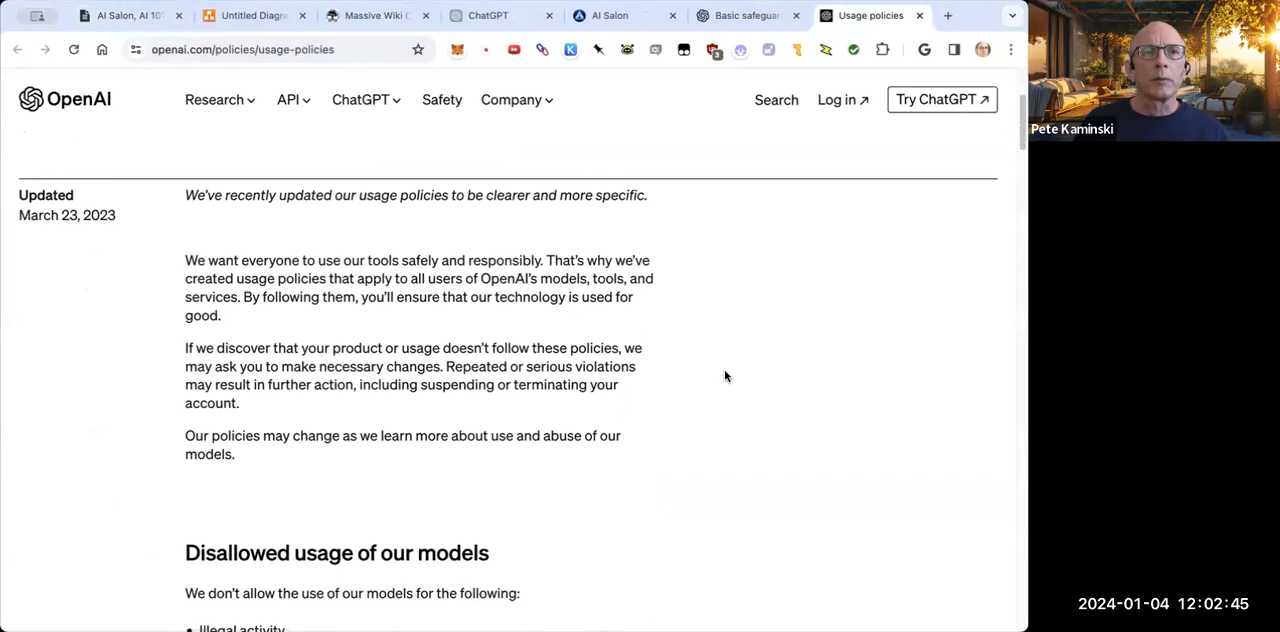 AI Salon, AI 10
Untitled Diagra
Massive Wiki C
ChatGPT
AI Salon
Basic safegua
Usage policies
openai.com/policies/usage-policies
3
OpenAI
Research
API
ChatGPT
Safety
Company
Search
Log in ↗
Try ChatGPT ↗
Pete Kaminski
Updated
March 23, 2023
We've recently updated our usage policies to be clearer and more specific.
We want everyone to use our tools safely and responsibly. That's why we've
created usage policies that apply to all users of OpenAI's models, tools, and
services. By following them, you'll ensure that our technology is used for
good.
If we discover that your product or usage doesn't follow these policies, we
may ask you to make necessary changes. Repeated or serious violations
may result in further action, including suspending or terminating your
account.
Our policies may change as we learn more about use and abuse of our
models.
Disallowed usage of our models
We don't allow the use of our models for the following:
• Illegal activity
2024-01-04 12:02:45